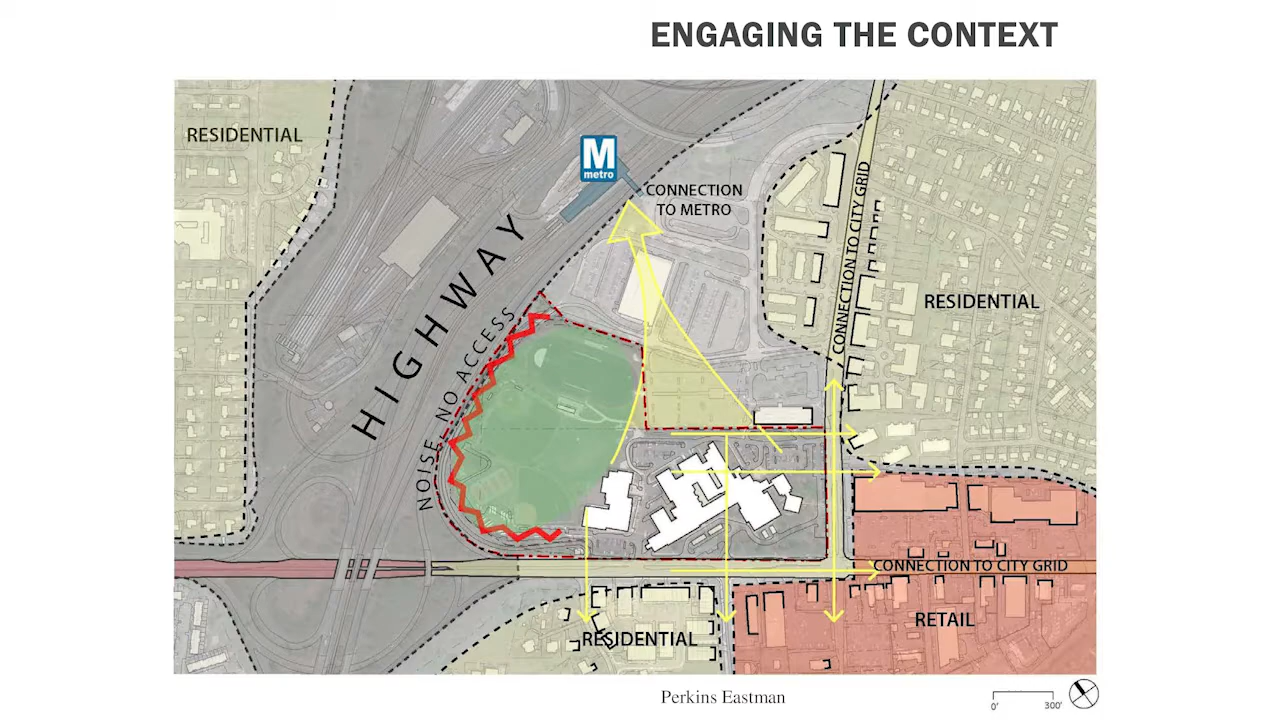 ENGAGING THE CONTEXT
RESIDENTIAL
M
metro
CONNECTION
TO METRO
HIGHWAY
NOISE, NO ACCESS
CONNECTION TO CITY GRID
RESIDENTIAL
CONNECTION TO CITY GRID
RETAIL
RESIDENTIAL
Perkins Eastman
0' 300'